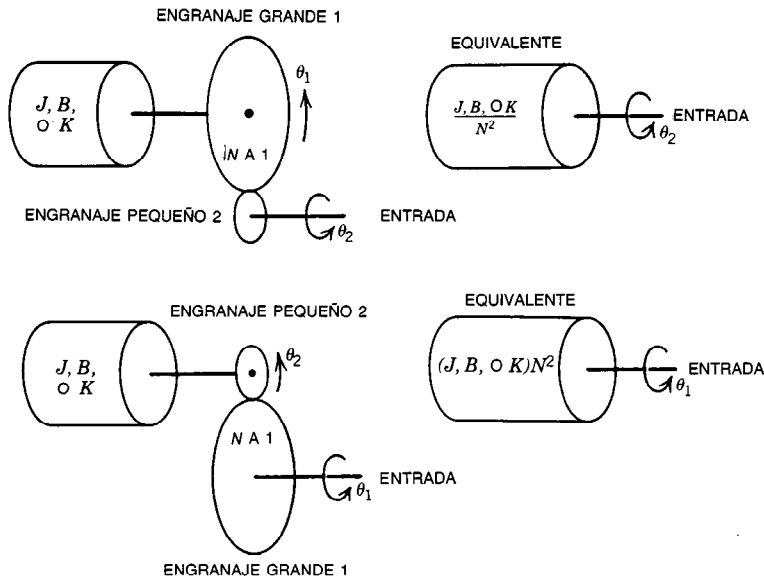 ENGRANAJE GRANDE 1
θ₁
J, B,
O K
N A 1
ENGRANAJE PEQUEÑO 2
ENTRADA
θ₂
EQUIVALENTE
J, B, O K
N²
ENTRADA
θ₂
ENGRANAJE PEQUEÑO 2
θ₂
J, B,
O K
N A 1
ENTRADA
θ₁
ENGRANAJE GRANDE 1
EQUIVALENTE
(J, B, O K)N²
ENTRADA
θ₁